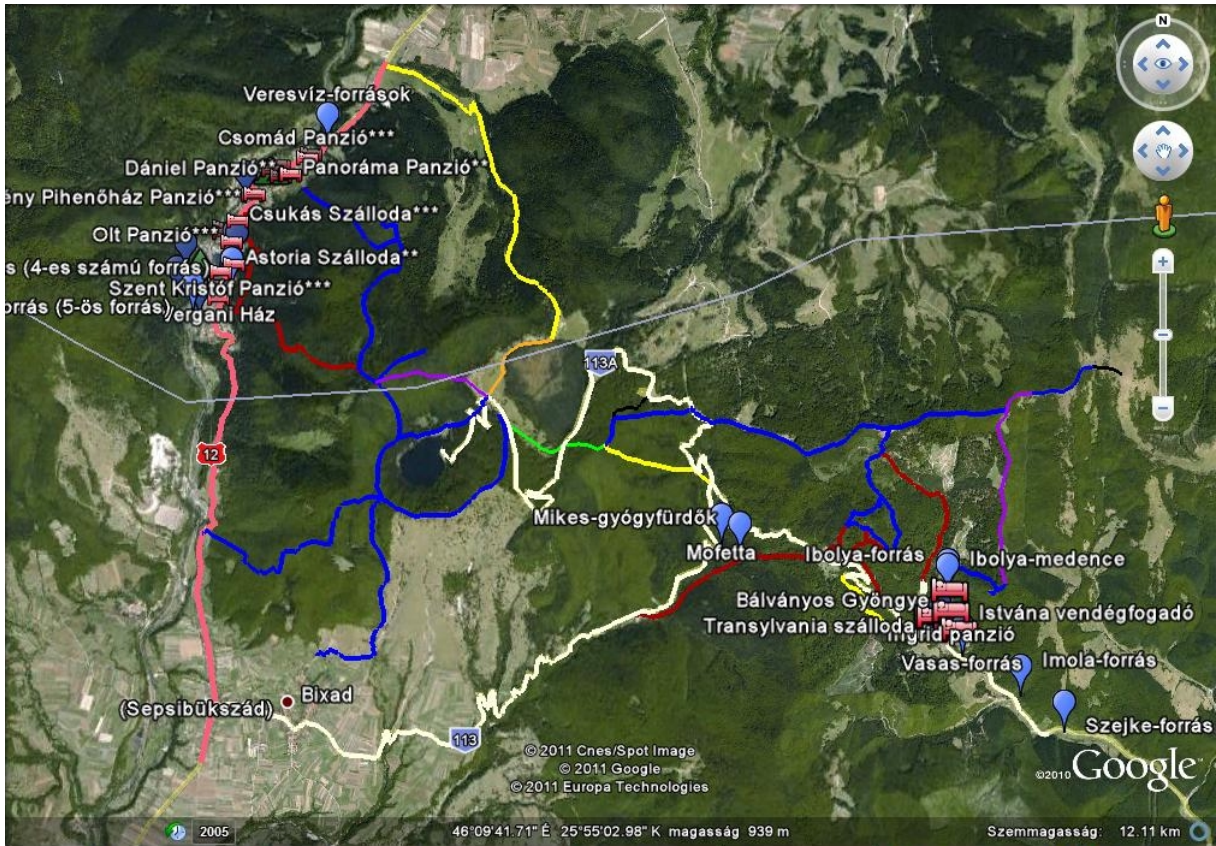 N
Veresvíz-források
Csomád Panzió***
Dániel Panzió**
Panoráma Panzió**
ény Pihenőház Panzió***
Csukás Szálloda***
Olt Panzió***
Astoria Szálloda**
s (4-es számú forrás)
Szent Kristóf Panzió***
orrás (5-ös forrás)
Vergani Ház
113A
12
Mikes-gyógyfürdők
Mofetta
Ibolya-forrás
Ibolya-medence
Bálványos Gyöngye
Istvána vendégfogadó
Transylvania szálloda
Ingrid panzió
Vasas-forrás
Imola-forrás
Bixad
(Sepsibükszád)
Szejke-forrás
113
© 2011 Cnes/Spot Image
© 2011 Google
© 2011 Europa Technologies
©2010 Google
2005
46°09'41.71" É 25°55'02.98" K magasság 939 m
Szemmagasság: 12.11 km